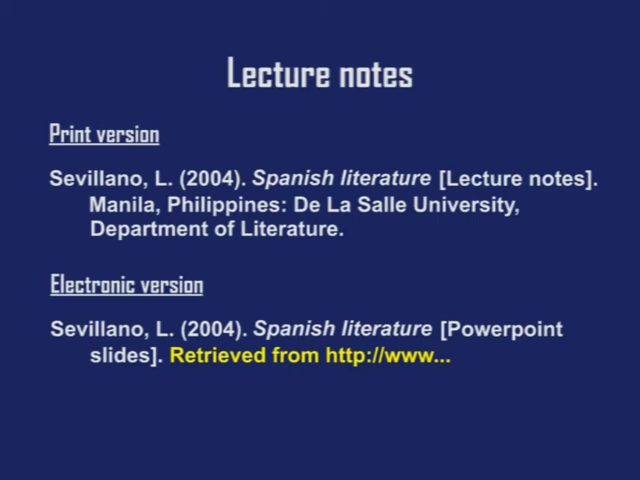 Lecture notes
Print version
Sevillano, L. (2004). Spanish literature [Lecture notes].
Manila, Philippines: De La Salle University,
Department of Literature.
Electronic version
Sevillano, L. (2004). Spanish literature [Powerpoint
slides]. Retrieved from http://www...